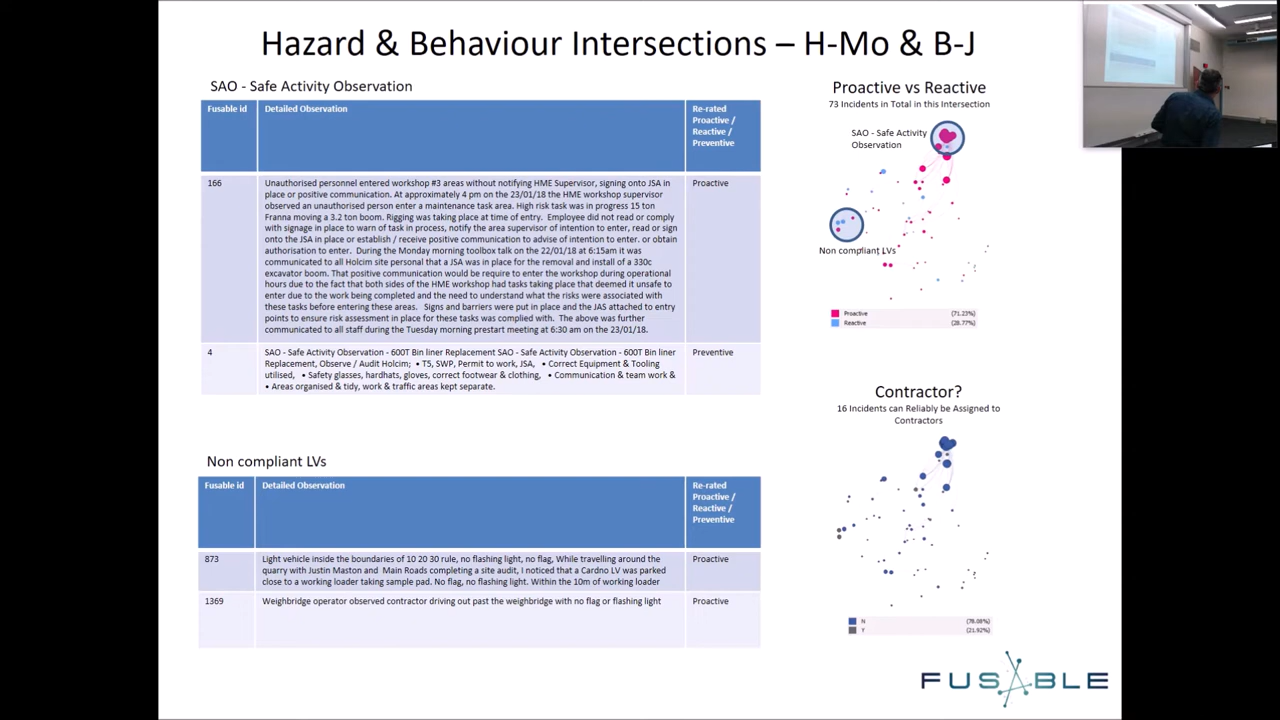 Hazard & Behaviour Intersections – H-Mo & B-J
SAO - Safe Activity Observation
Fusable id
Detailed Observation
Re-rated
Proactive /
Reactive /
Preventive
166
Unauthorised personnel entered workshop #3 areas without notifying HME Supervisor, signing onto JSA in
place or positive communication. At approximately 4 pm on the 23/01/18 the HME workshop supervisor
observed an unauthorised person enter a maintenance task area. High risk task was in progress 15 ton
Franna moving a 3.2 ton boom. Rigging was taking place at time of entry. Employee did not read or comply
with signage in place to warn of task in process, notify the area supervisor of intention to enter, read or sign
onto the JSA in place or establish / receive positive communication to advise of intention to enter. or obtain
authorisation to enter. During the Monday morning toolbox talk on the 22/01/18 at 6:15am it was
communicated to all Holcim site personal that a JSA was in place for the removal and install of a 330c
excavator boom. That positive communication would be require to enter the workshop during operational
hours due to the fact that both sides of the HME workshop had tasks taking place that deemed it unsafe to
enter due to the work being completed and the need to understand what the risks were associated with
these tasks before entering these areas. Signs and barriers were put in place and the JAS attached to entry
points to ensure risk assessment in place for these tasks was complied with. The above was further
communicated to all staff during the Tuesday morning prestart meeting at 6:30 am on the 23/01/18.
Proactive
4
SAO - Safe Activity Observation - 600T Bin liner Replacement SAO - Safe Activity Observation - 600T Bin liner
Replacement, Observe / Audit Holcim; • T5, SWP, Permit to work, JSA, • Correct Equipment & Tooling
utilised, • Safety glasses, hardhats, gloves, correct footwear & clothing, • Communication & team work &
• Areas organised & tidy, work & traffic areas kept separate.
Preventive
Non compliant LVs
Fusable id
Detailed Observation
Re-rated
Proactive /
Reactive /
Preventive
873
Light vehicle inside the boundaries of 10 20 30 rule, no flashing light, no flag, While travelling around the
quarry with Justin Maston and Main Roads completing a site audit, I noticed that a Cardno LV was parked
close to a working loader taking sample pad. No flag, no flashing light. Within the 10m of working loader
Proactive
1369
Weighbridge operator observed contractor driving out past the weighbridge with no flag or flashing light
Proactive
Proactive vs Reactive
73 Incidents in Total in this Intersection
SAO - Safe Activity
Observation
Non compliant LVs
Proactive (71.23%)
Reactive (28.77%)
Contractor?
16 Incidents can Reliably be Assigned to
Contractors
N (78.08%)
Y (21.92%)
FUSABLE